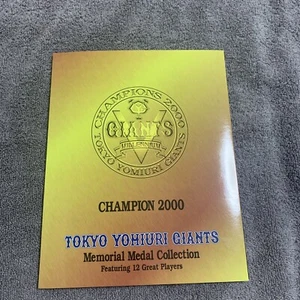 CHAMPIONS 2000
GIANTS
TOKYO YOMIURI GIANTS
CHAMPION 2000
TOKYO YOMIURI GIANTS
Memorial Medal Collection
Featuring 12 Great Players